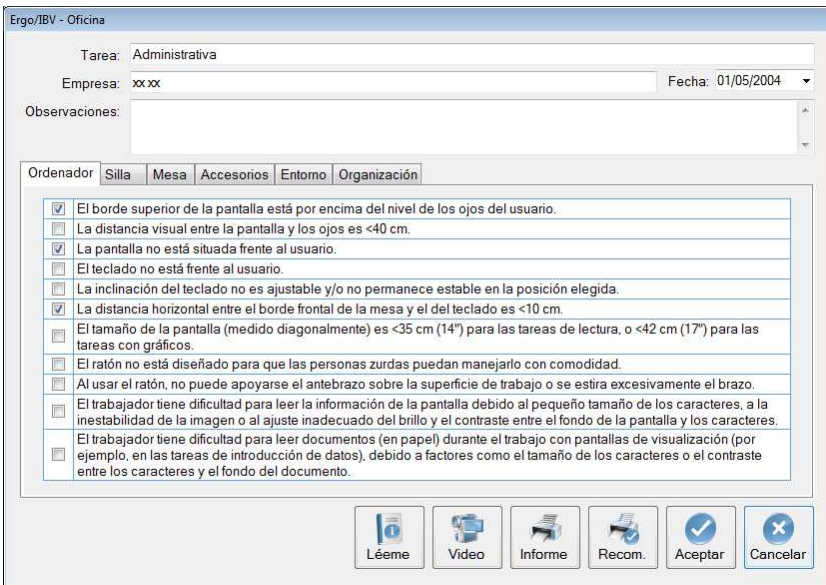 Ergo/IBV - Oficina
Tarea: Administrativa
Empresa: xx xx Fecha: 01/05/2004
Observaciones:
Ordenador Silla Mesa Accesorios Entorno Organización
El borde superior de la pantalla está por encima del nivel de los ojos del usuario.
La distancia visual entre la pantalla y los ojos es <40 cm.
La pantalla no está situada frente al usuario.
El teclado no está frente al usuario.
La inclinación del teclado no es ajustable y/o no permanece estable en la posición elegida.
La distancia horizontal entre el borde frontal de la mesa y el del teclado es <10 cm.
El tamaño de la pantalla (medido diagonalmente) es <35 cm (14") para las tareas de lectura, o <42 cm (17") para las
tareas con gráficos.
El ratón no está diseñado para que las personas zurdas puedan manejarlo con comodidad.
Al usar el ratón, no puede apoyarse el antebrazo sobre la superficie de trabajo o se estira excesivamente el brazo.
El trabajador tiene dificultad para leer la información de la pantalla debido al pequeño tamaño de los caracteres, a la
inestabilidad de la imagen o al ajuste inadecuado del brillo y el contraste entre el fondo de la pantalla y los caracteres.
El trabajador tiene dificultad para leer documentos (en papel) durante el trabajo con pantallas de visualización (por
ejemplo, en las tareas de introducción de datos), debido a factores como el tamaño de los caracteres o el contraste
entre los caracteres y el fondo del documento.
Léeme Video Informe Recom. Aceptar Cancelar